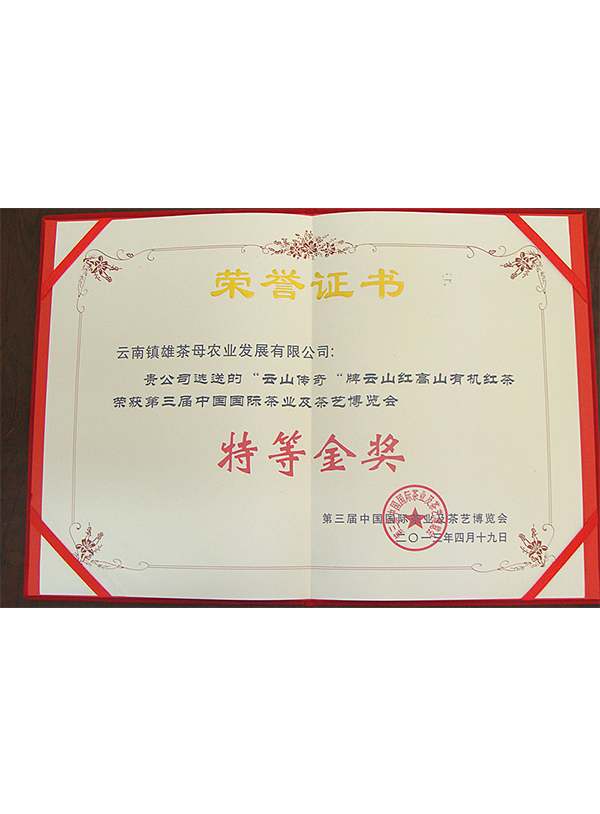 荣誉证书
云南镇雄茶母农业发展有限公司:
贵公司选送的“云山传奇“牌云山红高山有机红茶
荣获第三届中国国际茶业及茶艺博览会
特等金奖
第三届中国国际茶业及茶艺博览会
二〇一三年四月十九日